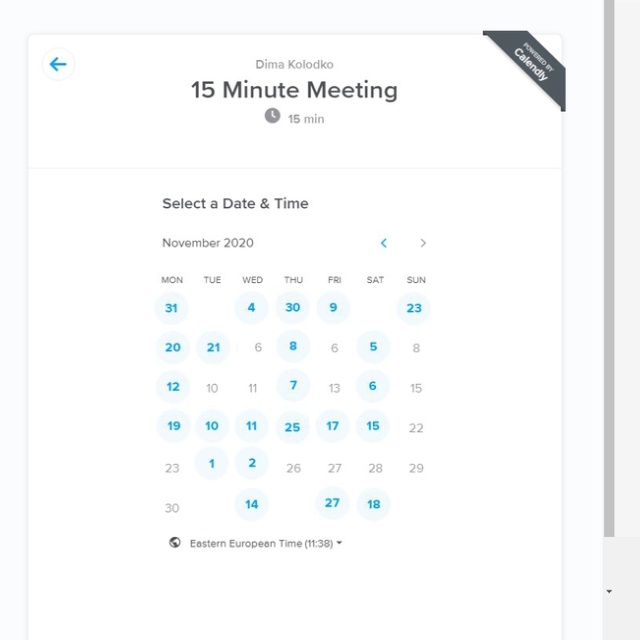 POWERED BY
Calendly
Dima Kolodko
15 Minute Meeting
15 min
Select a Date & Time
November 2020
MON TUE WED THU FRI SAT SUN
31 4 30 9 23
20 21 6 8 6 5 8
12 10 11 7 13 6 15
19 10 11 25 17 15 22
23 1 2 26 27 28 29
30 14 27 18
Eastern European Time (11:38)